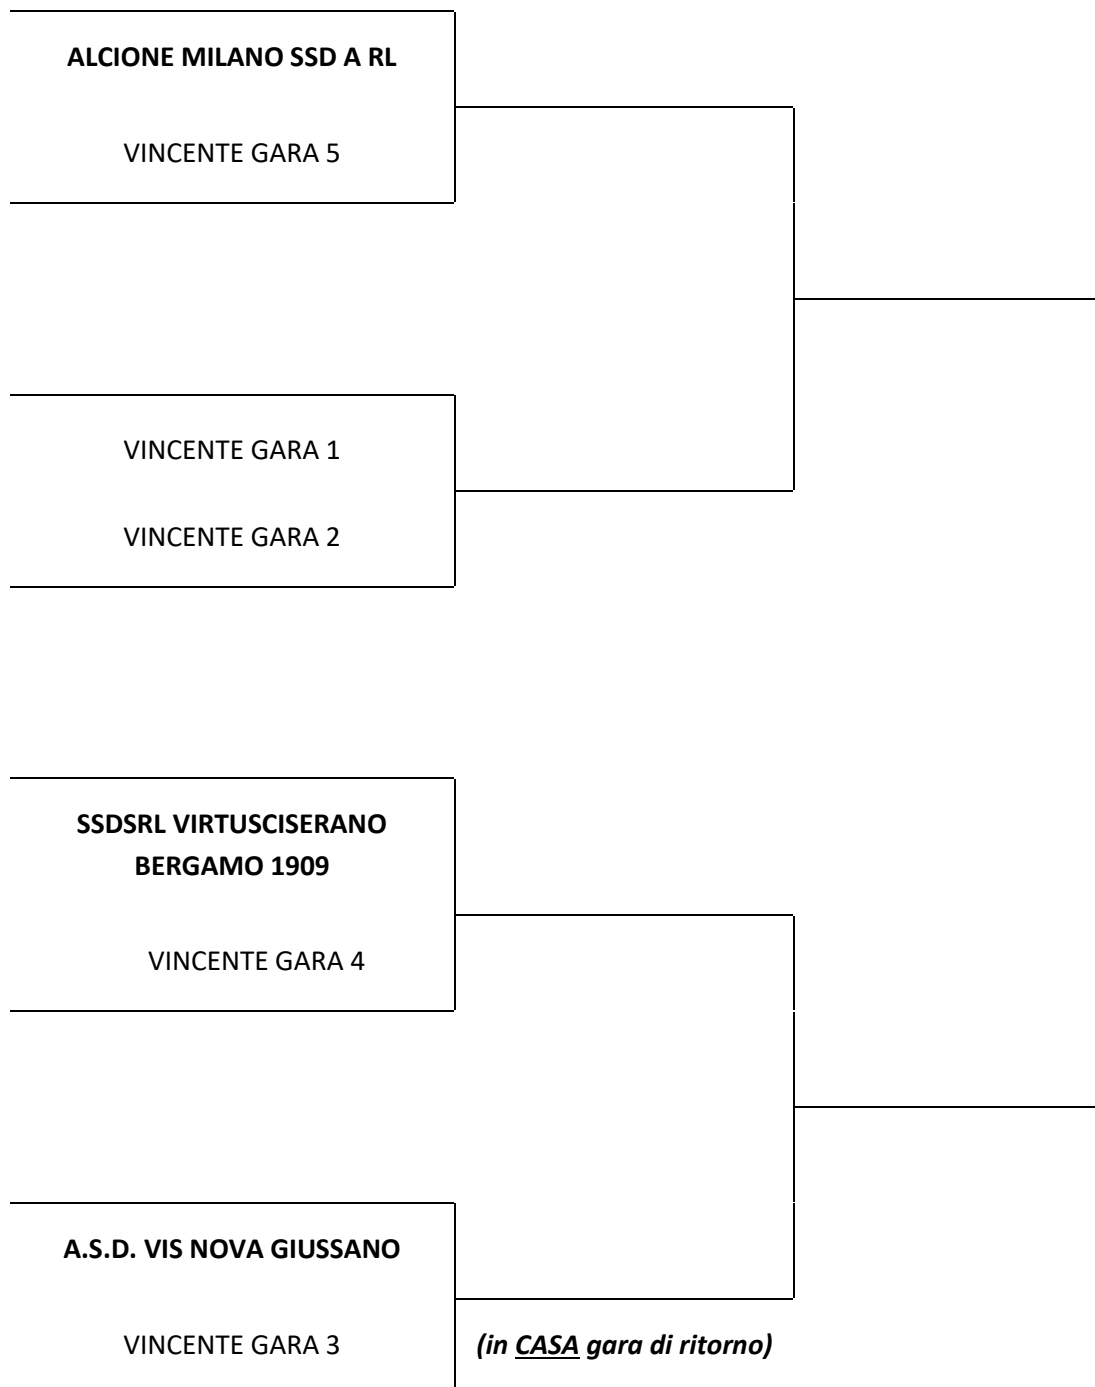 ALCIONE MILANO SSD A RL
VINCENTE GARA 5
VINCENTE GARA 1
VINCENTE GARA 2
SSDSRL VIRTUSCISERANO
BERGAMO 1909
VINCENTE GARA 4
A.S.D. VIS NOVA GIUSSANO
VINCENTE GARA 3 (in CASA gara di ritorno)